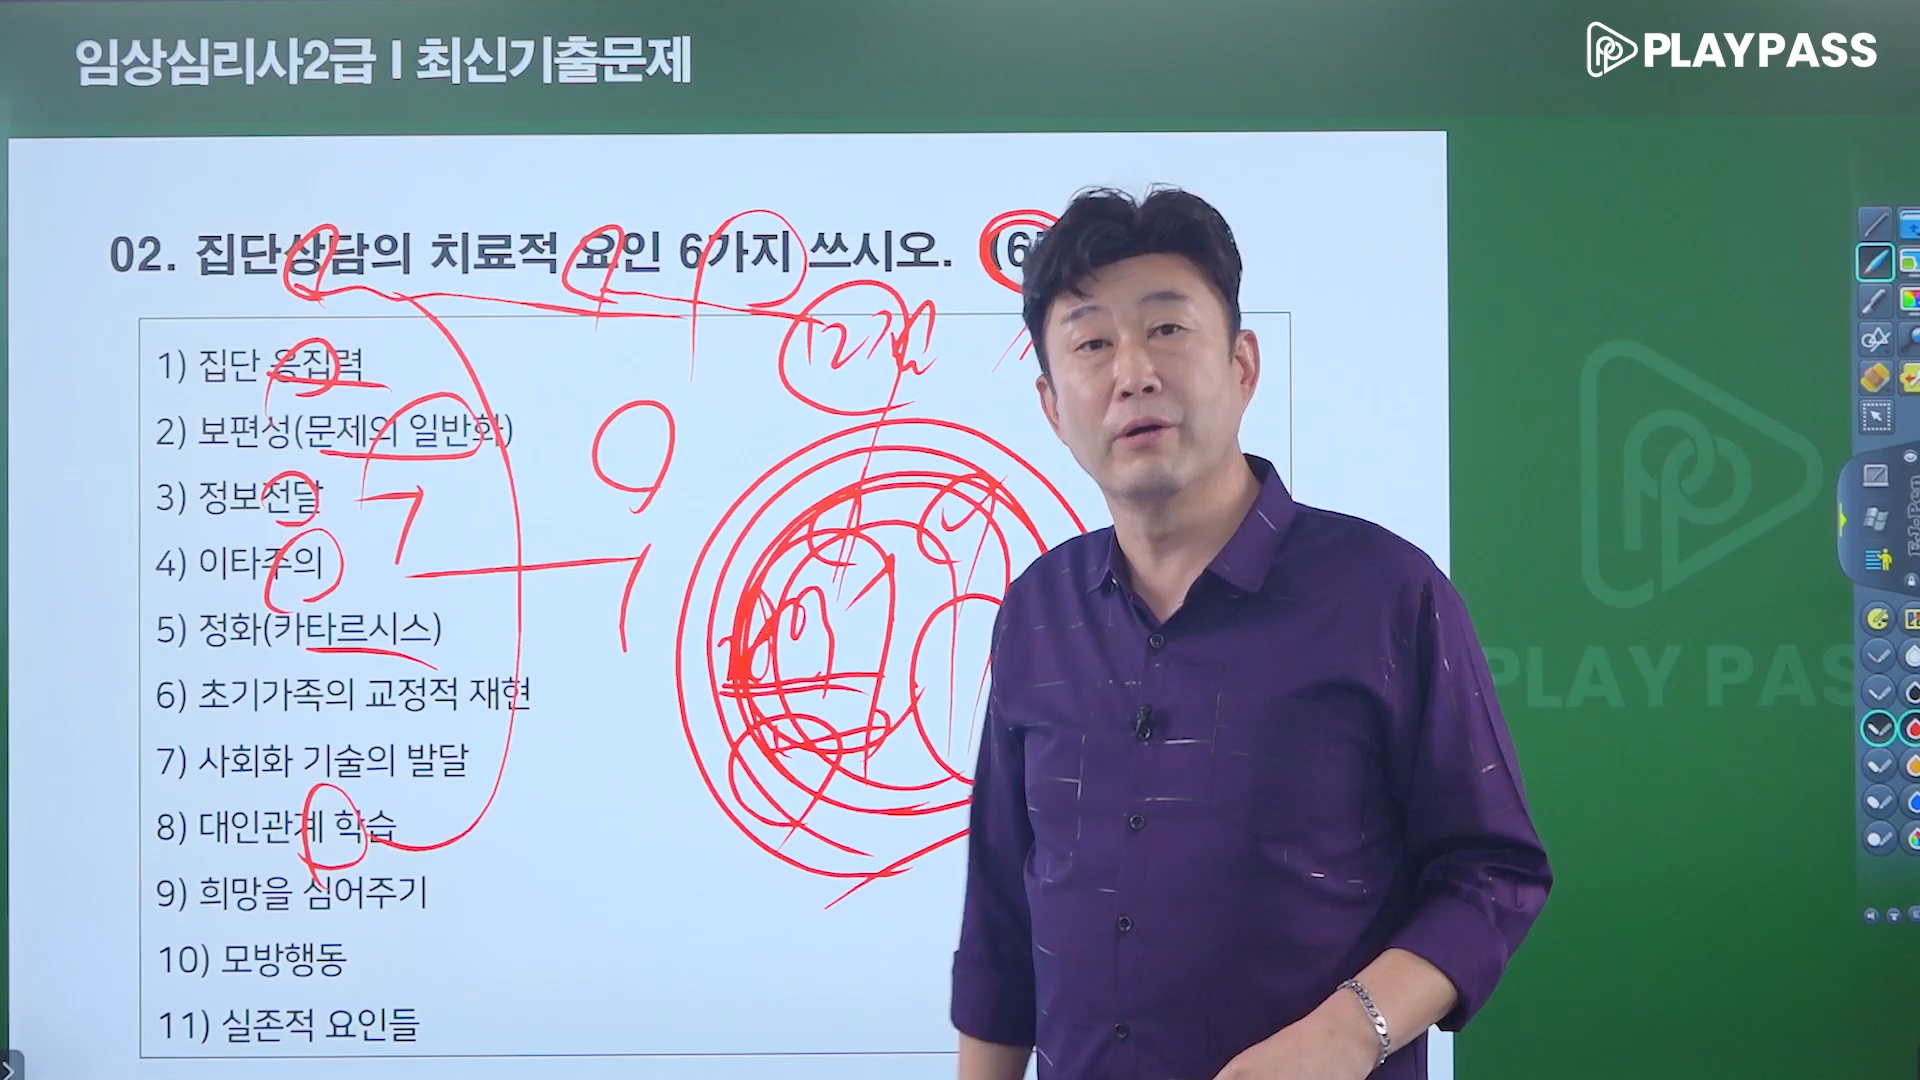 임상심리사2급 I 최신기출문제
PLAYPASS
02. 집단상담의 치료적 요인 6가지 쓰시오. (6
12점
1) 집단 응집력
2) 보편성(문제의 일반화)
3) 정보전달
4) 이타주의
5) 정화(카타르시스)
6) 초기가족의 교정적 재현
7) 사회화 기술의 발달
8) 대인관계 학습
9) 희망을 심어주기
10) 모방행동
11) 실존적 요인들
PLAY PASS